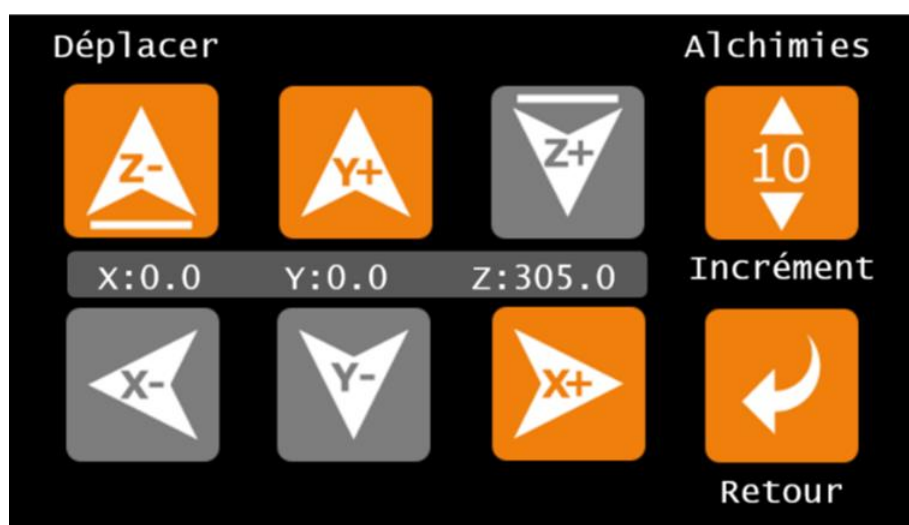 Déplacer Alchimies
Z- Y+ Z+ 10
X:0.0 Y:0.0 Z:305.0 Incrément
X- Y- X+
Retour